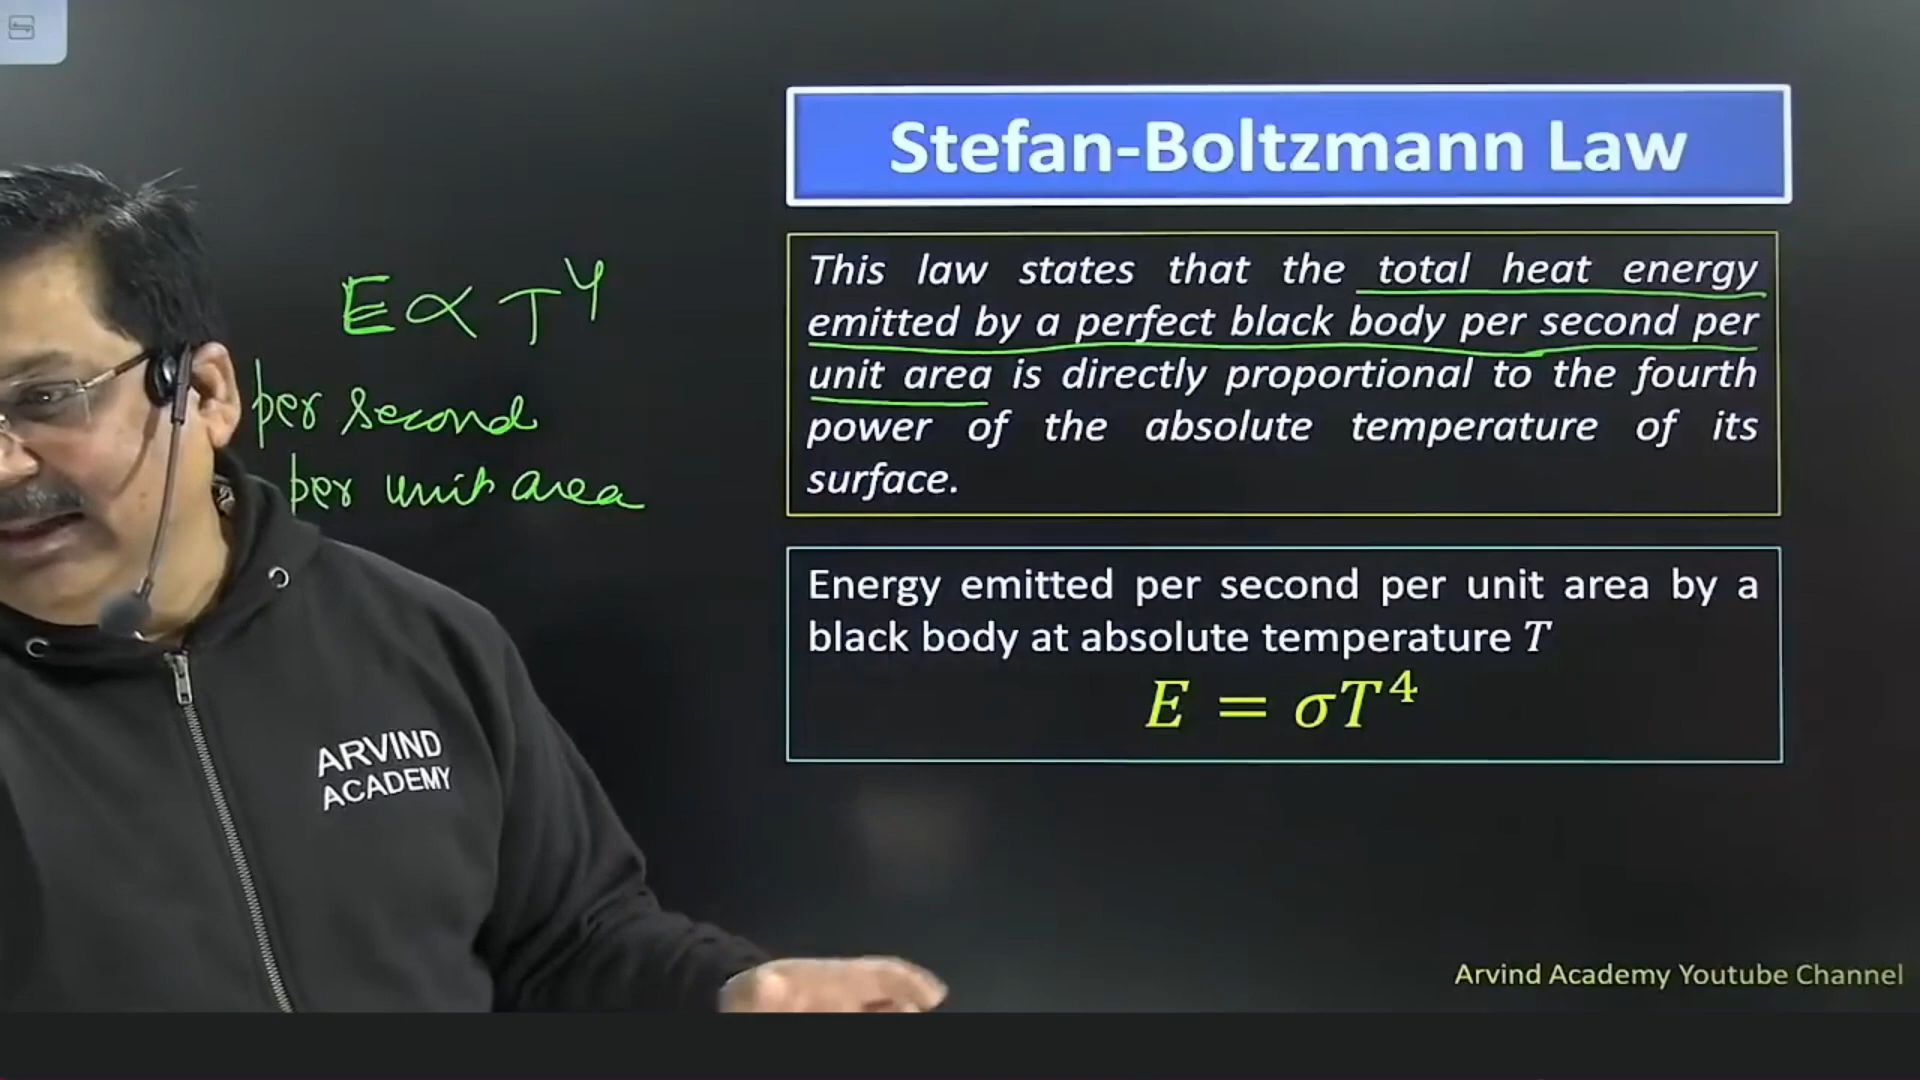 Stefan-Boltzmann Law
This law states that the total heat energy
emitted by a perfect black body per second per
unit area is directly proportional to the fourth
power of the absolute temperature of its
surface.
E ∝ T⁴
per second
per unit area
Energy emitted per second per unit area by a
black body at absolute temperature T
E = σT⁴
ARVIND
ACADEMY
Arvind Academy Youtube Channel